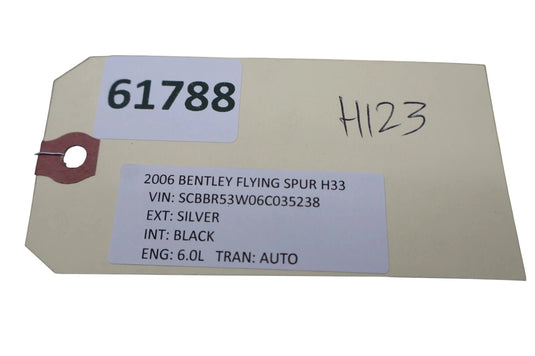 61788
H123
2006 BENTLEY FLYING SPUR H33
VIN: SCBBR53W06C035238
EXT: SILVER
INT: BLACK
ENG: 6.0L TRAN: AUTO